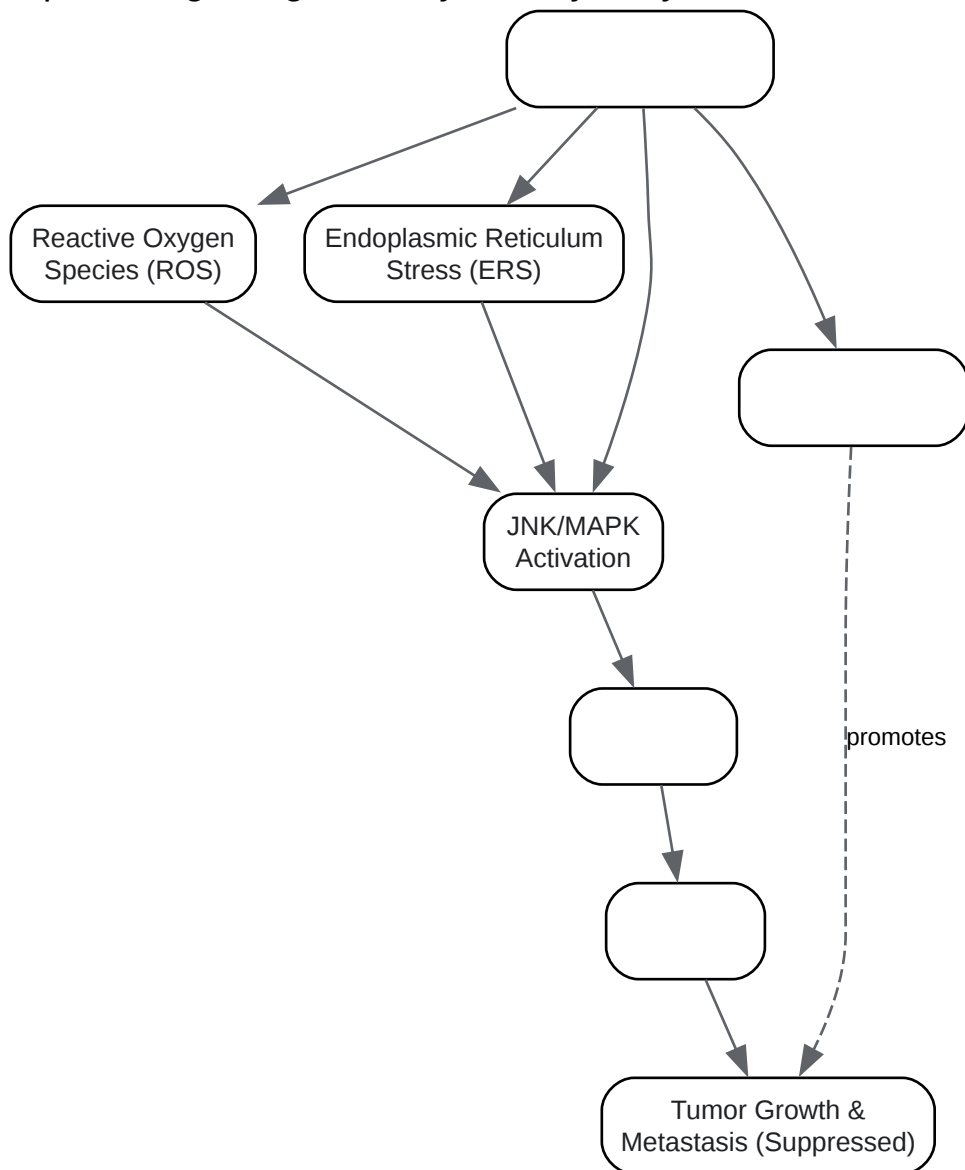 Reactive Oxygen
Species (ROS)
Endoplasmic Reticulum
Stress (ERS)
JNK/MAPK
Activation
promotes
Tumor Growth &
Metastasis (Suppressed)